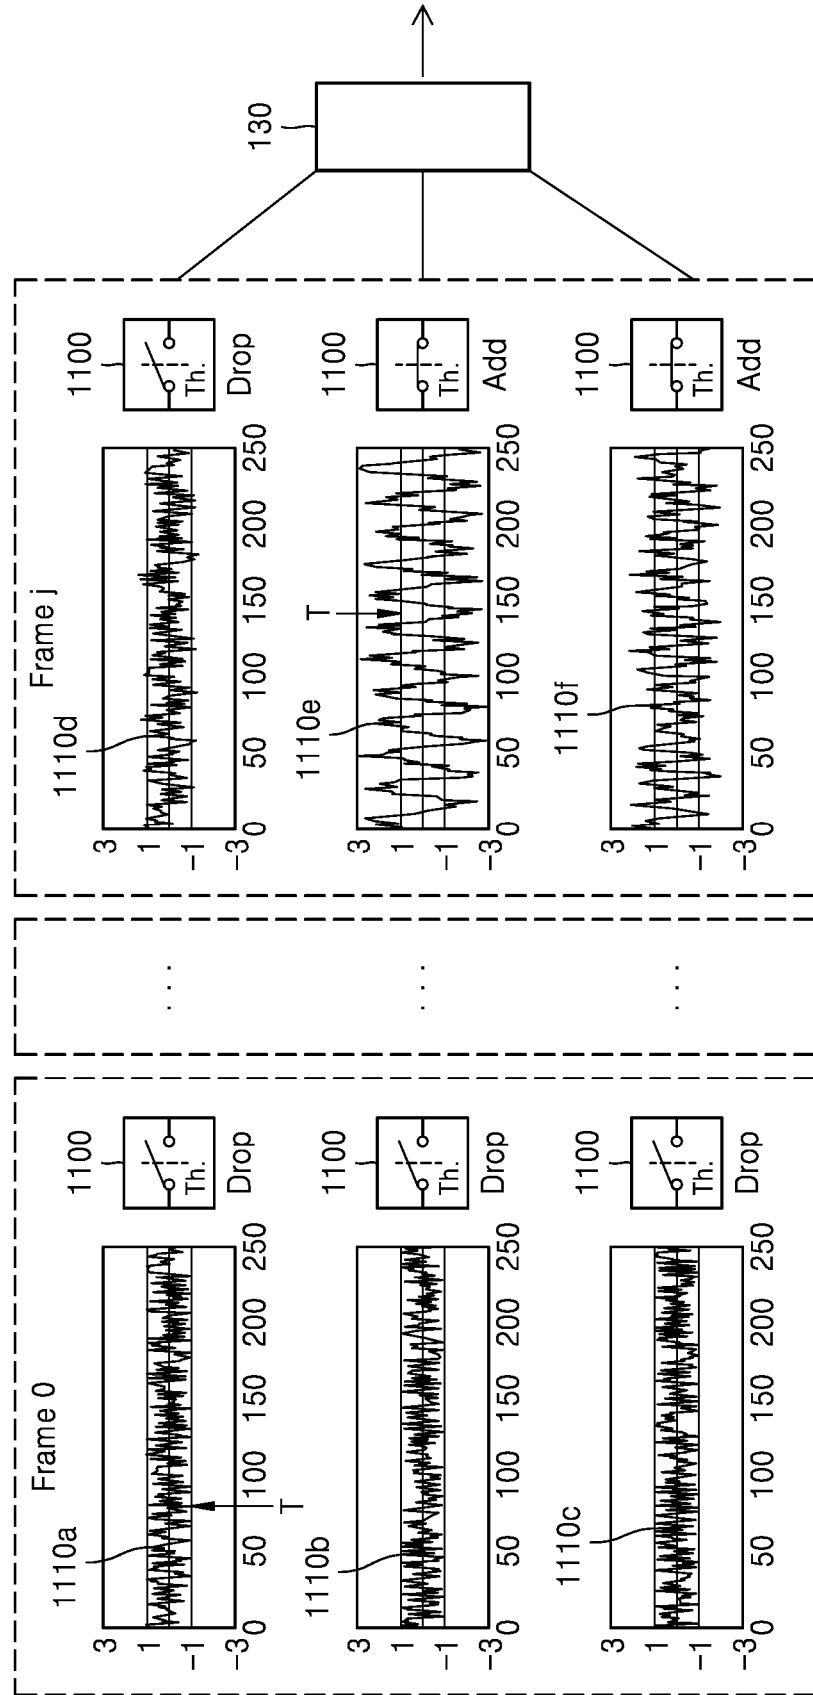 Frame 0
1110a
1100
3
1
-1
-3
Th.
0 50 100 150 200 250
Drop
T
1110b
1100
3
1
-1
-3
Th.
0 50 100 150 200 250
Drop
1110c
1100
3
1
-1
-3
Th.
0 50 100 150 200 250
Drop
. . .
. . .
. . .
Frame j
1110d
1100
3
1
-1
-3
Th.
0 50 100 150 200 250
Drop
1110e
T
1100
3
1
-1
-3
Th.
0 50 100 150 200 250
Add
1110f
1100
3
1
-1
-3
Th.
0 50 100 150 200 250
Add
130